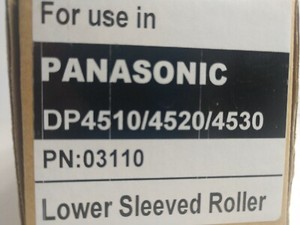 For use in
PANASONIC
DP4510/4520/4530
PN:03110
Lower Sleeved Roller